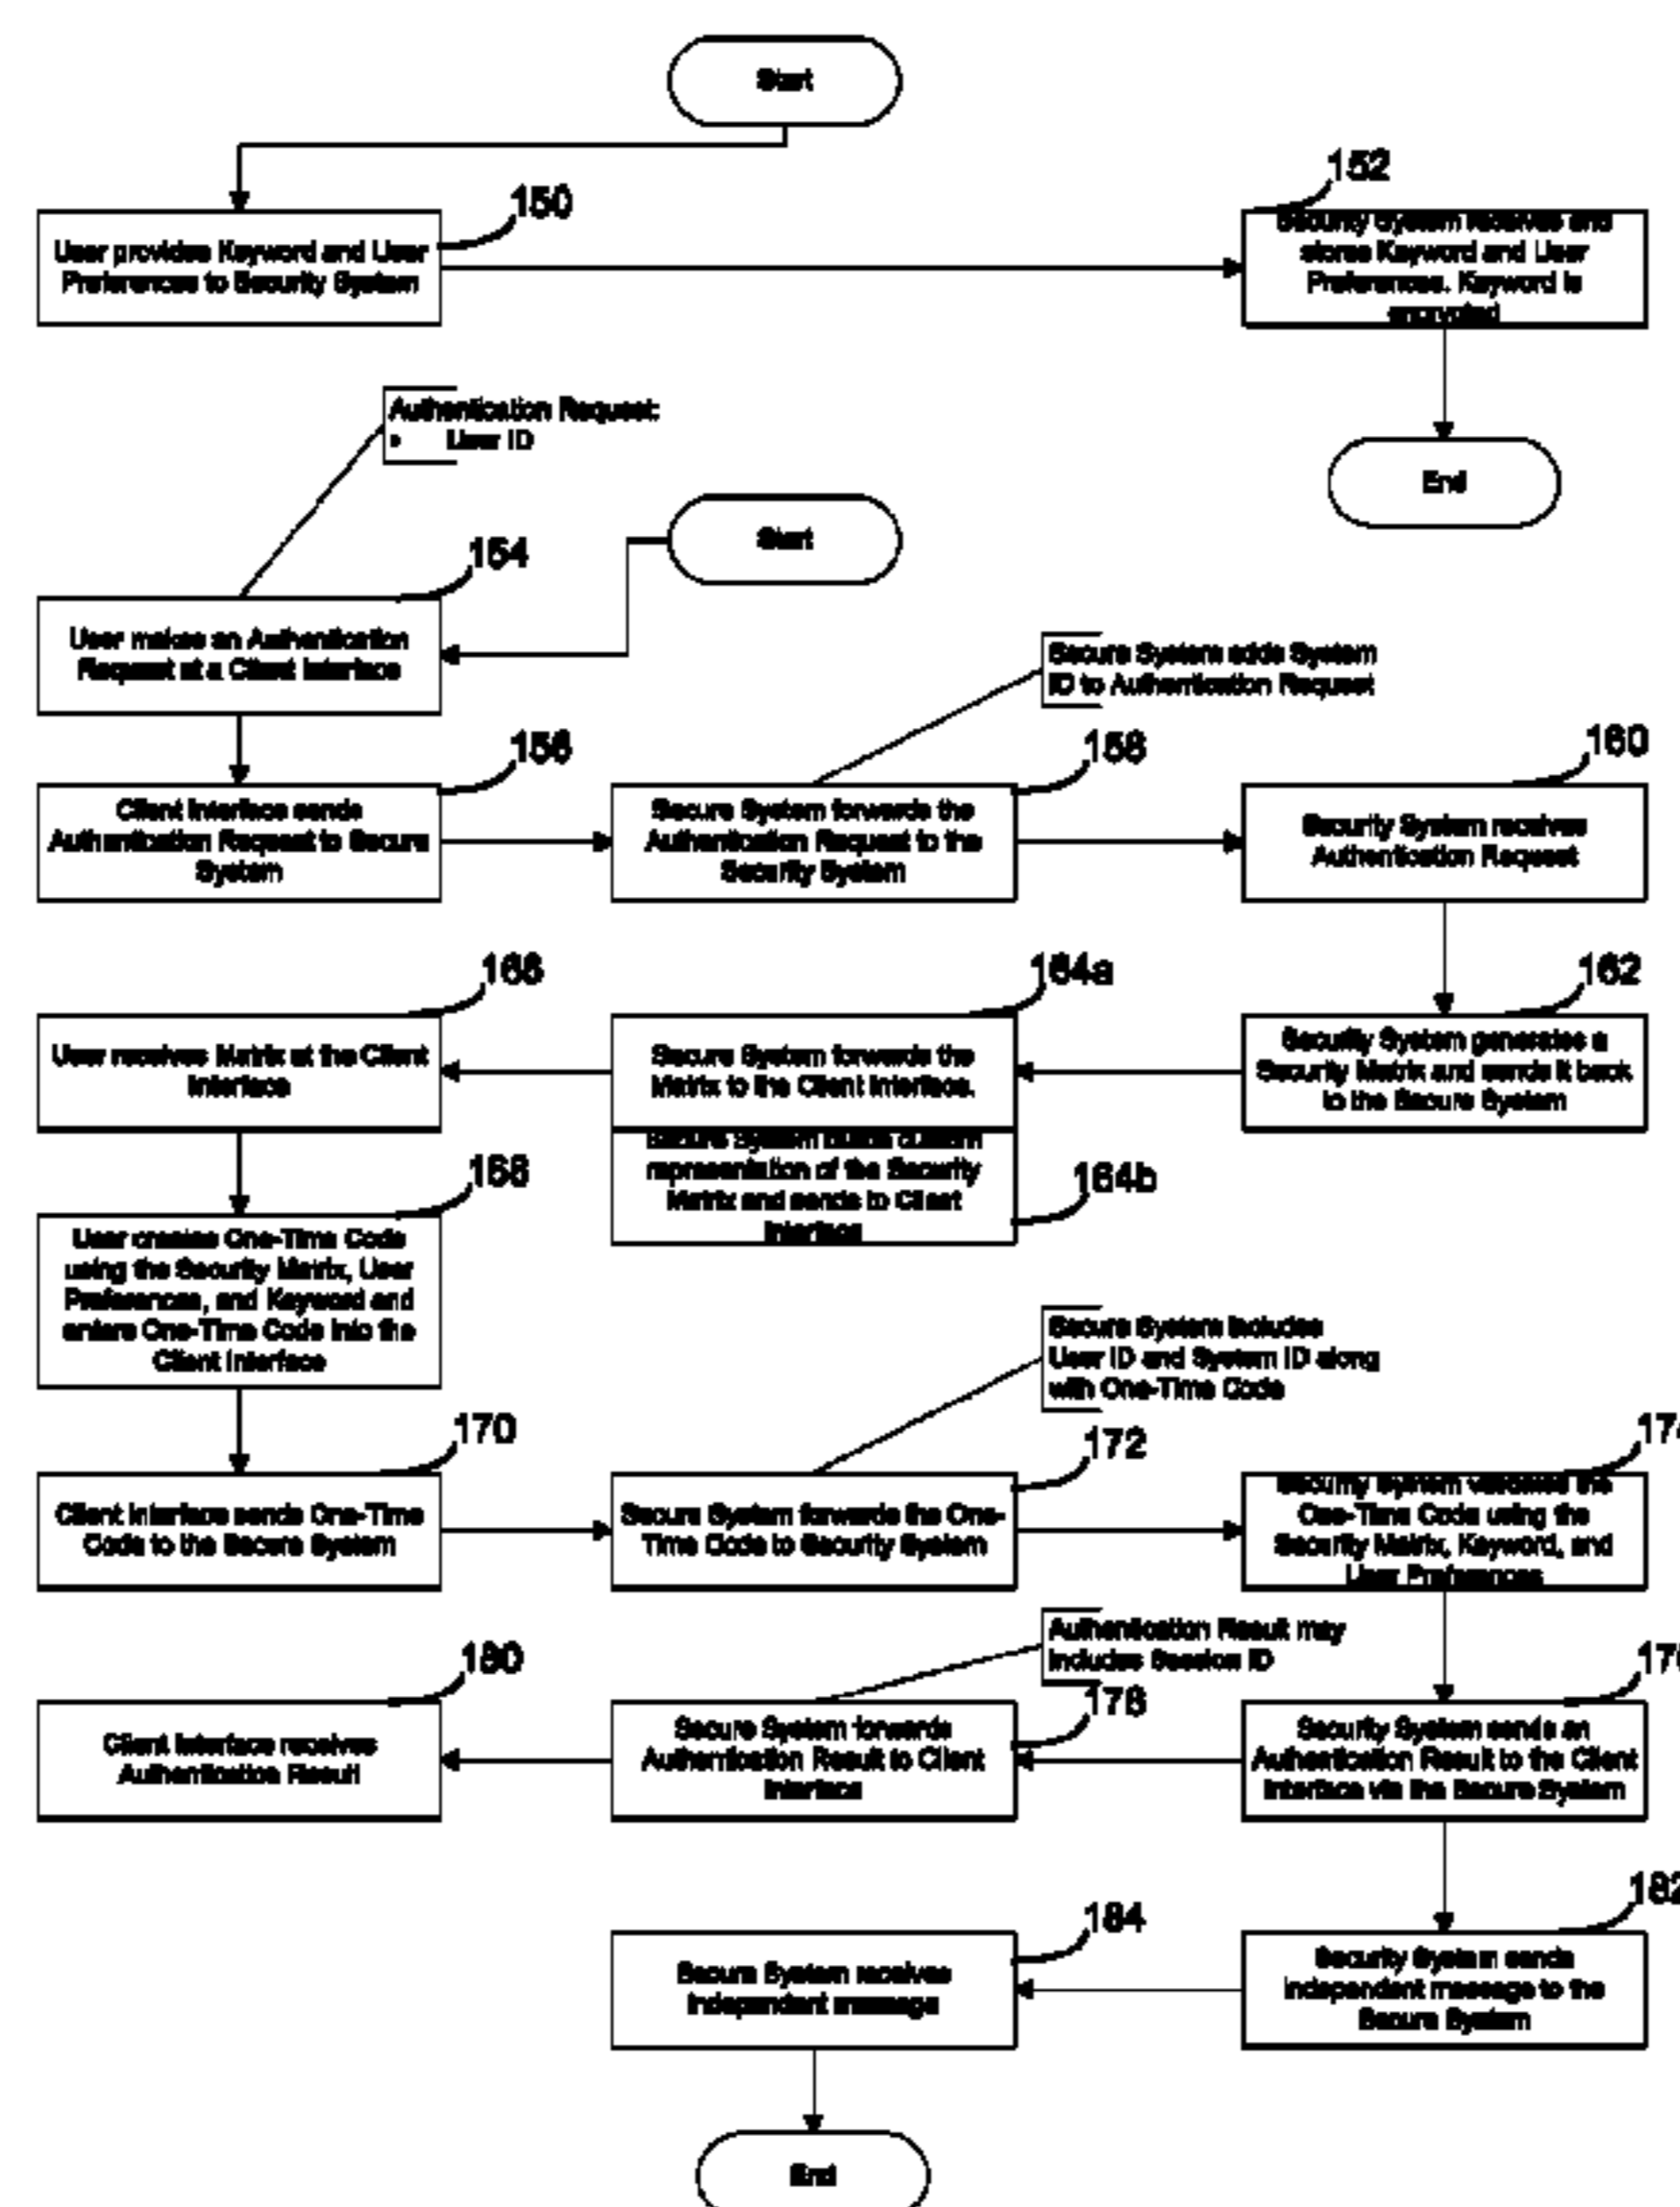 Start
150
152
User provides Keyword and User
Preferences to Security System
Security System receives and
stores Keyword and User
Preferences. Keyword is
encrypted
Authentication Request:
• User ID
End
Start
154
User makes an Authentication
Request at a Client Interface
Secure System adds System
ID to Authentication Request
156
158
160
Client Interface sends
Authentication Request to Secure
System
Secure System forwards the
Authentication Request to the
Security System
Security System receives
Authentication Request
164a
162
User receives Matrix at the Client
Interface
Secure System forwards the
Matrix to the Client Interface.
Security System generates a
Security Matrix and sends it back
to the Secure System
168
Secure System builds custom
representation of the Security
Matrix and sends to Client
Interface
164b
User creates One-Time Code
using the Security Matrix, User
Preferences, and Keyword and
enters One-Time Code into the
Client Interface
Secure System includes
User ID and System ID along
with One-Time Code
170
172
Client Interface sends One-Time
Code to the Secure System
Secure System forwards the One-
Time Code to Security System
Security System validates the
One-Time Code using the
Security Matrix, Keyword, and
User Preferences
Authentication Result may
includes Session ID
180
178
Client Interface receives
Authentication Result
Secure System forwards
Authentication Result to Client
Interface
Security System sends an
Authentication Result to the Client
Interface via the Secure System
184
182
Secure System receives
independent message
Security System sends
independent message to the
Secure System
End